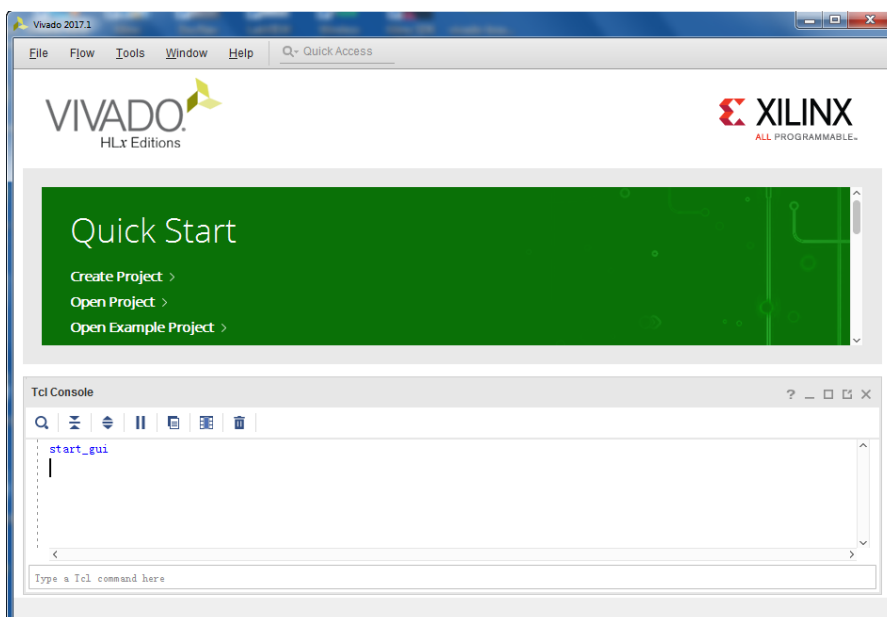 Vivado 2017.1
File Flow Tools Window Help Quick Access
VIVADO.
HLx Editions
XILINX
ALL PROGRAMMABLE™
Quick Start
Create Project >
Open Project >
Open Example Project >
Tcl Console
start_gui
Type a Tcl command here